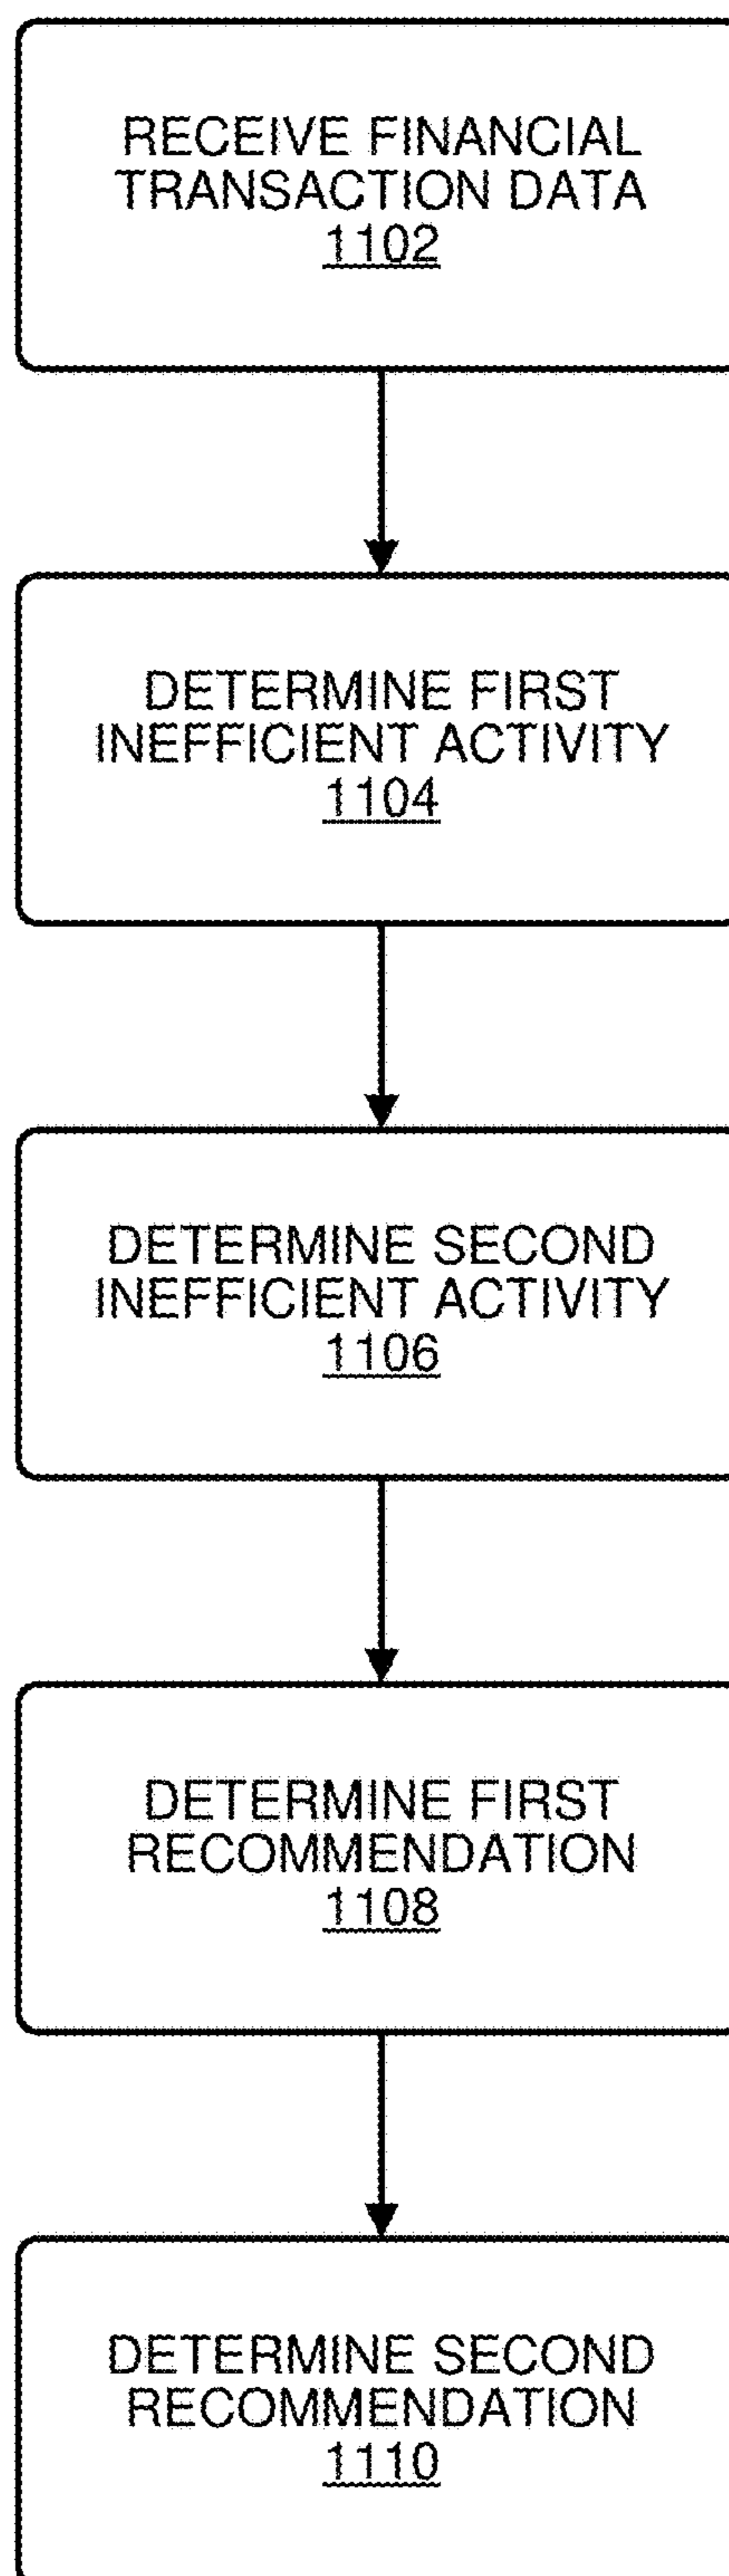 RECEIVE FINANCIAL
TRANSACTION DATA
1102
DETERMINE FIRST
INEFFICIENT ACTIVITY
1104
DETERMINE SECOND
INEFFICIENT ACTIVITY
1106
DETERMINE FIRST
RECOMMENDATION
1108
DETERMINE SECOND
RECOMMENDATION
1110